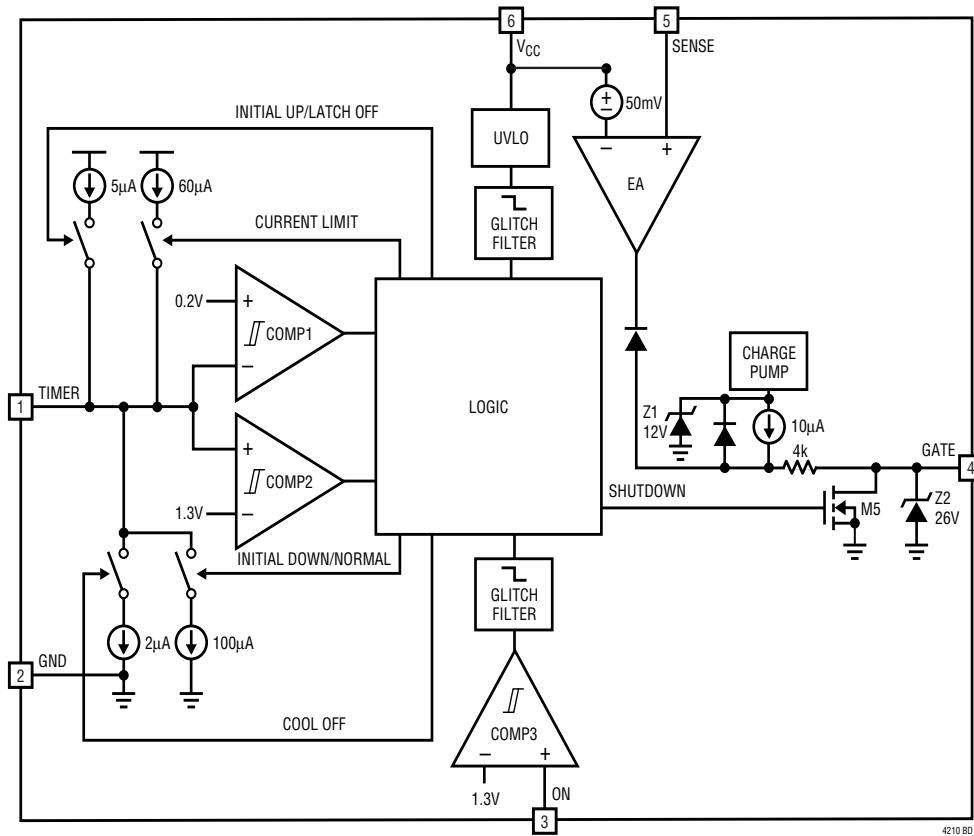 6
5
VCC
SENSE
50mV
+
−
INITIAL UP/LATCH OFF
UVLO
−
+
EA
5μA
60μA
CURRENT LIMIT
GLITCH
FILTER
0.2V
+
COMP1
−
CHARGE
PUMP
1
TIMER
LOGIC
Z1
12V
10μA
4k
GATE
4
+
COMP2
−
1.3V
SHUTDOWN
M5
Z2
26V
INITIAL DOWN/NORMAL
GLITCH
FILTER
2μA
100μA
2
GND
COOL OFF
COMP3
−
+
1.3V
ON
3
4210 BD